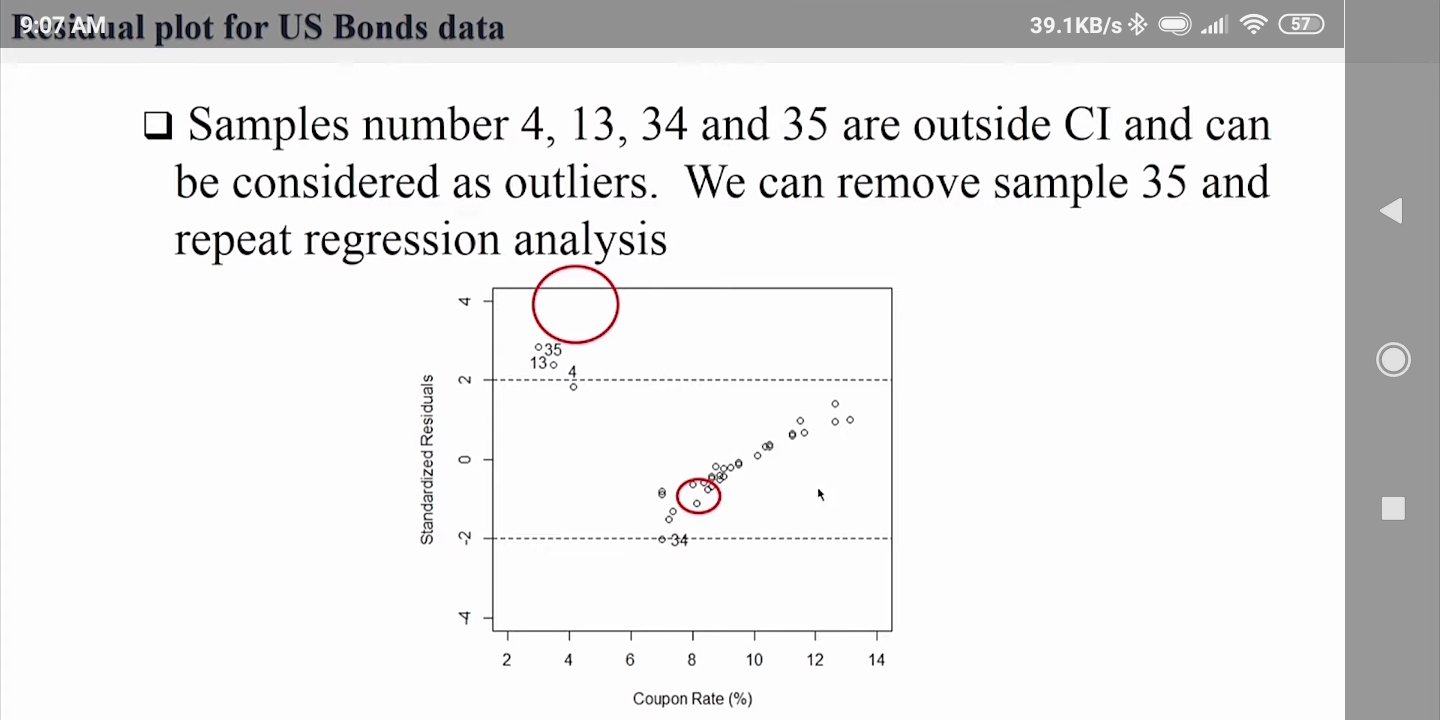 Residual plot for US Bonds data
9:07 AM
39.1KB/s
57
Samples number 4, 13, 34 and 35 are outside CI and can
be considered as outliers. We can remove sample 35 and
repeat regression analysis
Standardized Residuals
4
2
0
-2
-4
35
13
4
34
2 4 6 8 10 12 14
Coupon Rate (%)